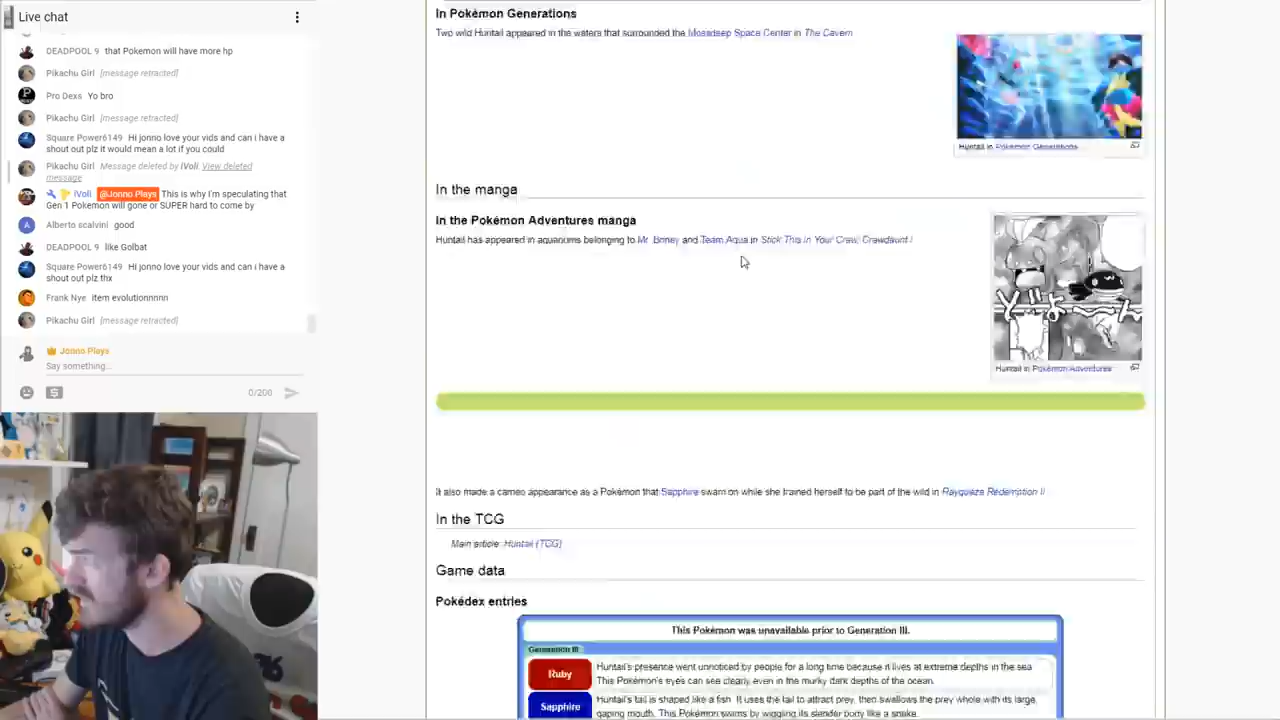 Live chat
DEADPOOL 9 that Pokemon will have more hp
Pikachu Girl [message retracted]
Pro Dexs Yo bro
Pikachu Girl [message retracted]
Square Power6149 Hi jonno love your vids and can i have a
shout out plz it would mean a lot if you could
Pikachu Girl Message deleted by iVoli. View deleted
message
iVoli @Jonno Plays This is why I'm speculating that
Gen 1 Pokemon will gone or SUPER hard to come by
Alberto scalvini good
DEADPOOL 9 like Golbat
Square Power6149 Hi jonno love your vids and can i have a
shout out plz thx
Frank Nye item evolutionnnnn
Pikachu Girl [message retracted]
Jonno Plays
Say something...
0/200
In Pokémon Generations
Two wild Huntail appeared in the waters that surrounded the Mossdeep Space Center in The Cavern
Huntail in Pokémon Generations
In the manga
In the Pokémon Adventures manga
Huntail has appeared in aquariums belonging to Mr. Briney and Team Aqua in Stick This in Your Craw, Crawdaunt I
Huntail in Pokémon Adventures
It also made a cameo appearance as a Pokémon that Sapphire swam on while she trained herself to be part of the wild in Rayquaza Redemption II
In the TCG
Main article: Huntail (TCG)
Game data
Pokédex entries
This Pokémon was unavailable prior to Generation III.
Generation III
Ruby
Huntail's presence went unnoticed by people for a long time because it lives at extreme depths in the sea
This Pokémon's eyes can see clearly even in the murky dark depths of the ocean.
Sapphire
Huntail's tail is shaped like a fish. It uses the tail to attract prey, then swallows the prey whole with its large,
gaping mouth. This Pokémon swims by wiggling its slender body like a snake.